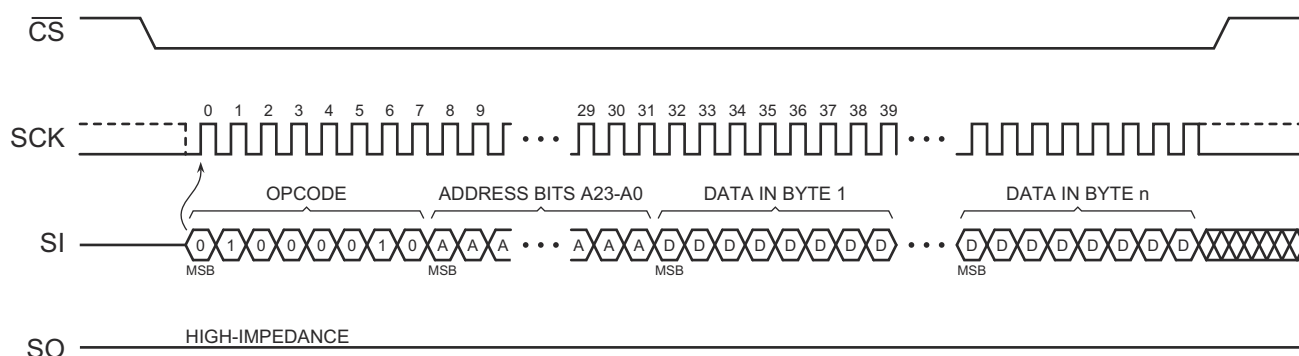 CS
0 1 2 3 4 5 6 7 8 9 29 30 31 32 33 34 35 36 37 38 39
SCK
OPCODE ADDRESS BITS A23-A0 DATA IN BYTE 1 DATA IN BYTE n
SI 0 1 0 0 0 0 1 0 A A A A A A D D D D D D D D D D D D D D D D
MSB MSB MSB MSB
HIGH-IMPEDANCE
SO